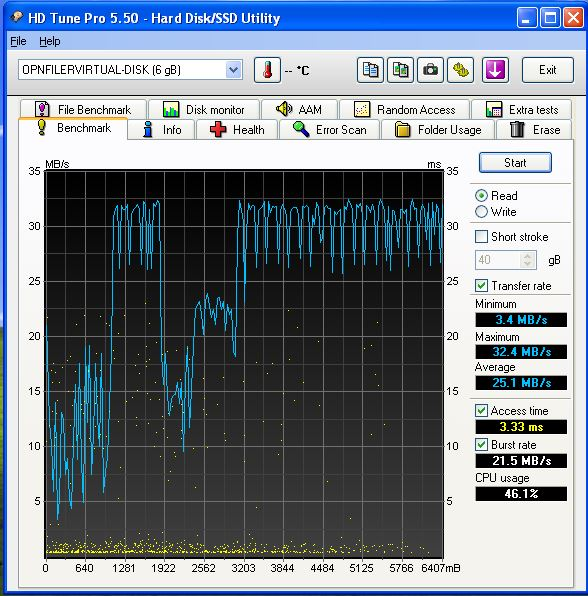 HD Tune Pro 5.50 - Hard Disk/SSD Utility
File Help
OPNFILERVIRTUAL-DISK (6 gB)
-- °C
Exit
File Benchmark Disk monitor AAM Random Access Extra tests
Benchmark Info Health Error Scan Folder Usage Erase
35 MB/s ms 35
30 30
25 25
20 20
15 15
10 10
5 5
0 640 1281 1922 2562 3203 3844 4484 5125 5766 6407mB
Start
Read
Write
Short stroke
40 gB
Transfer rate
Minimum
3.4 MB/s
Maximum
32.4 MB/s
Average
25.1 MB/s
Access time
3.33 ms
Burst rate
21.5 MB/s
CPU usage
46.1%